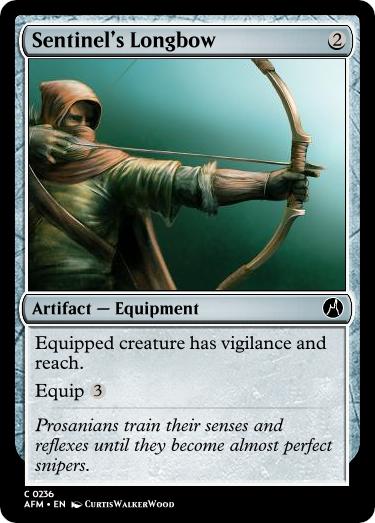 Sentinel's Longbow 2
Artifact — Equipment
Equipped creature has vigilance and
reach.
Equip 3
Prosanians train their senses and
reflexes until they become almost perfect
snipers.
C 0236
AFM • EN CurtisWalkerWood